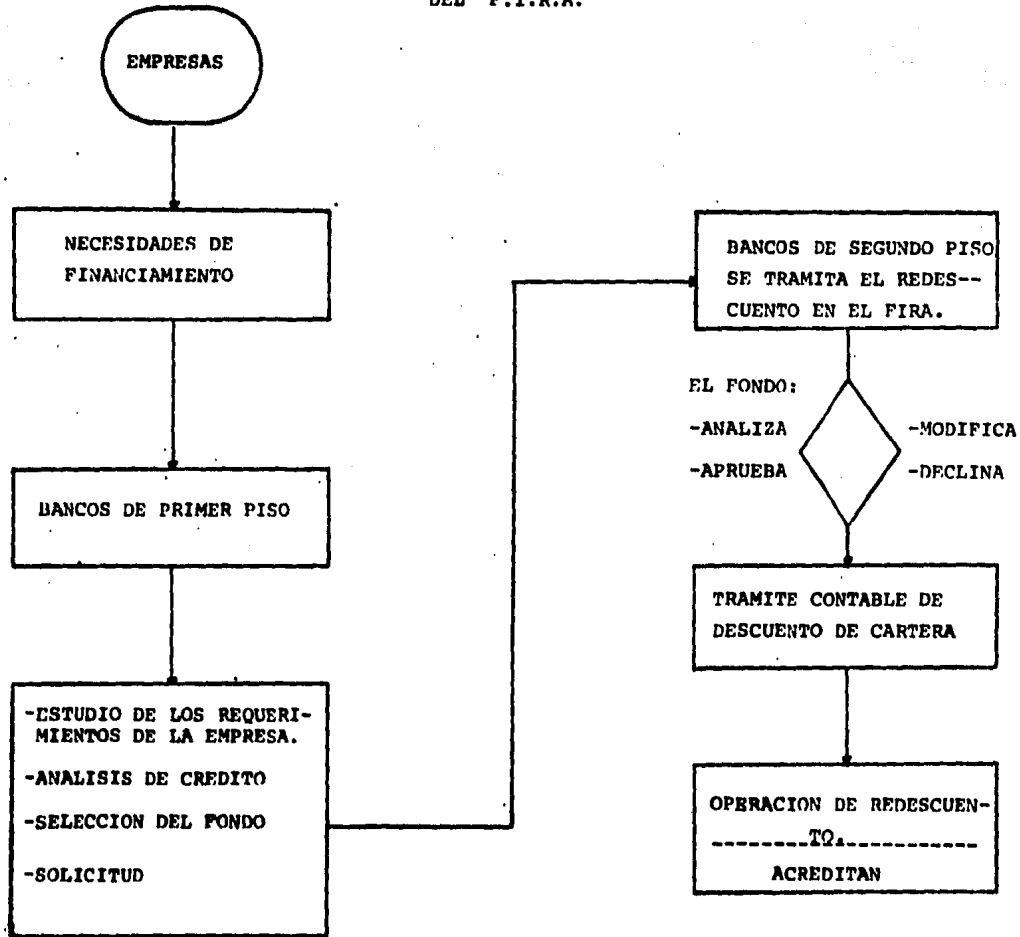 DEL F.I.R.A.
EMPRESAS
NECESIDADES DE
FINANCIAMIENTO
BANCOS DE PRIMER PISO
-ESTUDIO DE LOS REQUERI-
MIENTOS DE LA EMPRESA.
-ANALISIS DE CREDITO
-SELECCION DEL FONDO
-SOLICITUD
BANCOS DE SEGUNDO PISO
SE TRAMITA EL REDES--
CUENTO EN EL FIRA.
EL FONDO:
-ANALIZA
-APRUEBA
-MODIFICA
-DECLINA
TRAMITE CONTABLE DE
DESCUENTO DE CARTERA
OPERACION DE REDESCUEN-
TO.
ACREDITAN